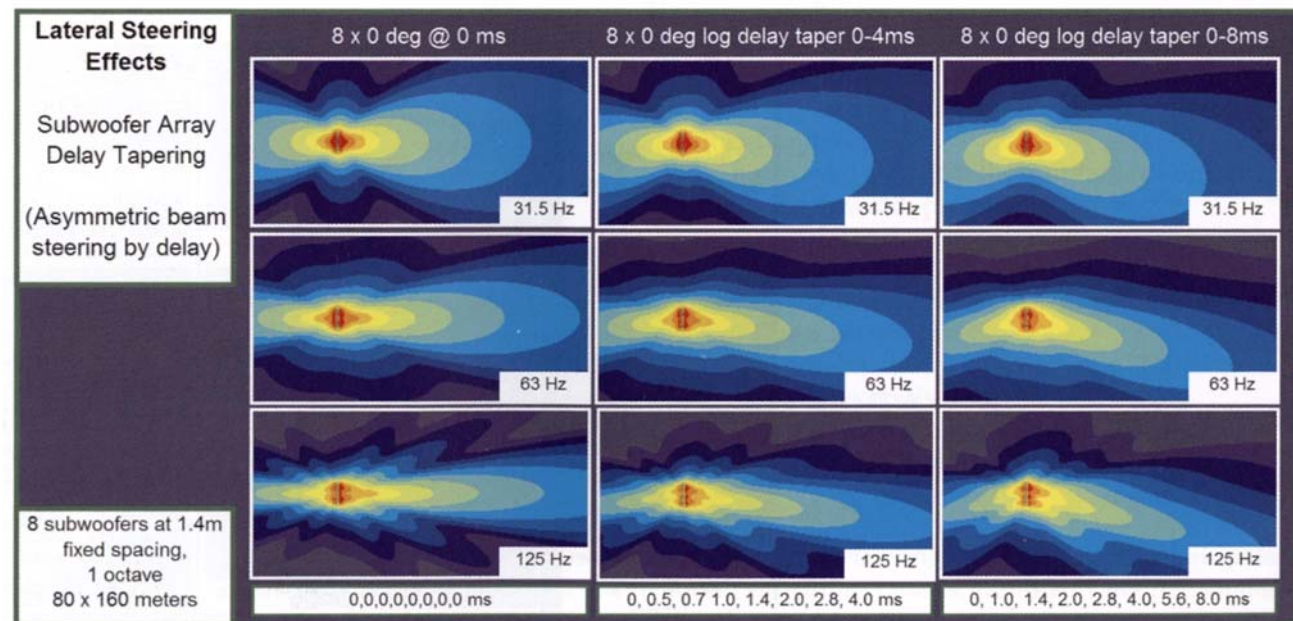 Lateral Steering
Effects
Subwoofer Array
Delay Tapering
(Asymmetric beam
steering by delay)
8 subwoofers at 1.4m
fixed spacing,
1 octave
80 x 160 meters
8 x 0 deg @ 0 ms
8 x 0 deg log delay taper 0-4ms
8 x 0 deg log delay taper 0-8ms
31.5 Hz
31.5 Hz
31.5 Hz
63 Hz
63 Hz
63 Hz
125 Hz
125 Hz
125 Hz
0,0,0,0,0,0,0,0 ms
0, 0.5, 0.7 1.0, 1.4, 2.0, 2.8, 4.0 ms
0, 1.0, 1.4, 2.0, 2.8, 4.0, 5.6, 8.0 ms